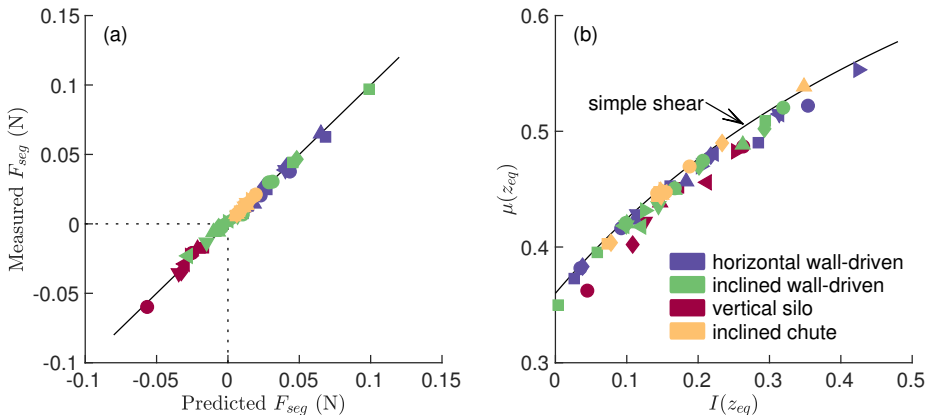 (a)
0.15
0.1
0.05
0
-0.05
-0.1
Measured F_seg (N)
-0.1 -0.05 0 0.05 0.1 0.15
Predicted F_seg (N)
(b)
0.6
0.5
0.4
0.3
μ(z_eq)
simple shear
horizontal wall-driven
inclined wall-driven
vertical silo
inclined chute
0 0.1 0.2 0.3 0.4 0.5
I(z_eq)